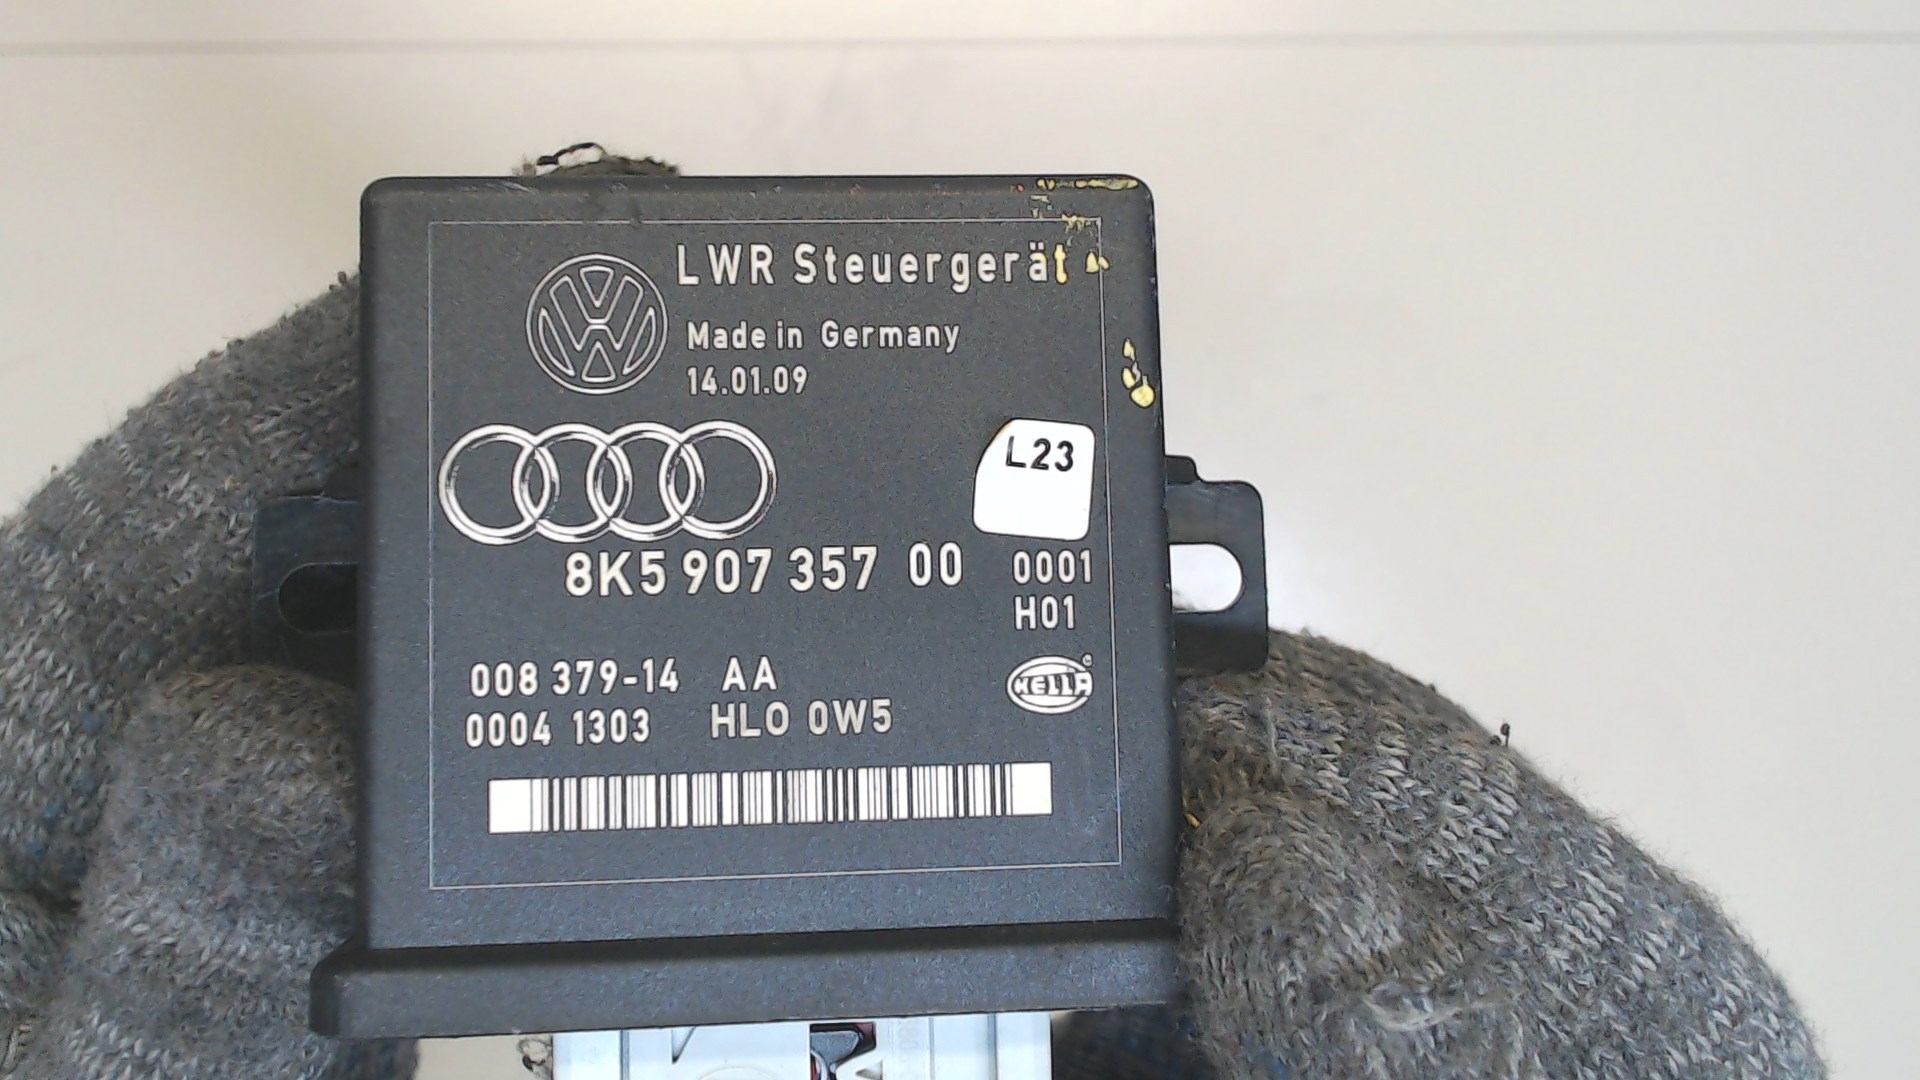 LWR Steuergerät
Made in Germany
14.01.09
L23
8K5 907 357 00 0001
H01
008 379-14 AA
0004 1303 HLO 0W5
HELLA